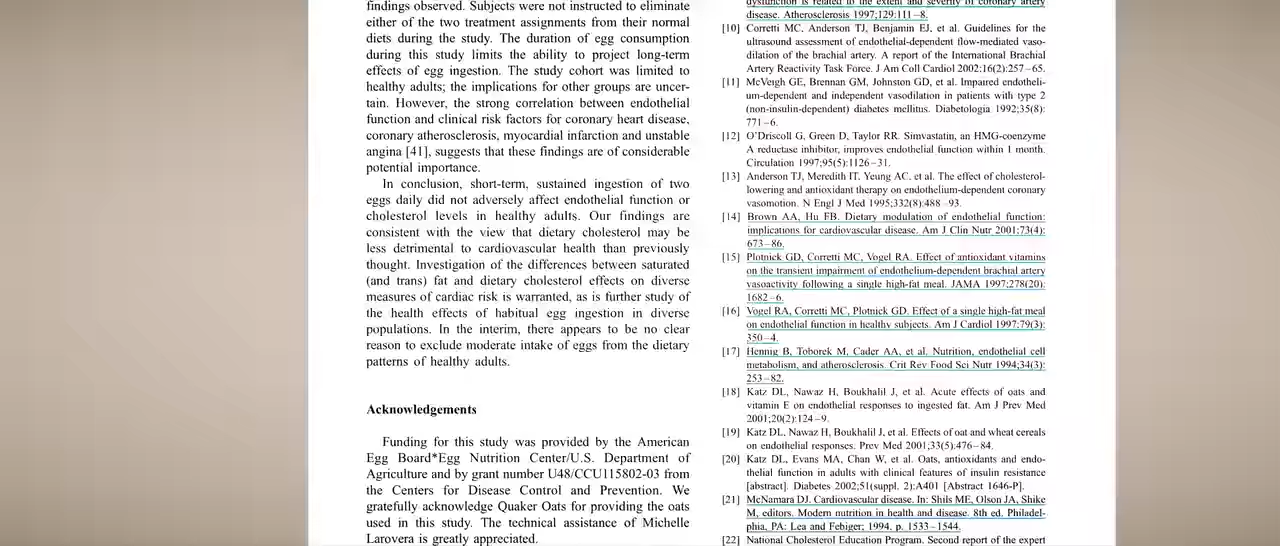 findings observed. Subjects were not instructed to eliminate
either of the two treatment assignments from their normal
diets during the study. The duration of egg consumption
during this study limits the ability to project long-term
effects of egg ingestion. The study cohort was limited to
healthy adults; the implications for other groups are uncer-
tain. However, the strong correlation between endothelial
function and clinical risk factors for coronary heart disease,
coronary atherosclerosis, myocardial infarction and unstable
angina [41], suggests that these findings are of considerable
potential importance.
In conclusion, short-term, sustained ingestion of two
eggs daily did not adversely affect endothelial function or
cholesterol levels in healthy adults. Our findings are
consistent with the view that dietary cholesterol may be
less detrimental to cardiovascular health than previously
thought. Investigation of the differences between saturated
(and trans) fat and dietary cholesterol effects on diverse
measures of cardiac risk is warranted, as is further study of
the health effects of habitual egg ingestion in diverse
populations. In the interim, there appears to be no clear
reason to exclude moderate intake of eggs from the dietary
patterns of healthy adults.
Acknowledgements
Funding for this study was provided by the American
Egg Board*Egg Nutrition Center/U.S. Department of
Agriculture and by grant number U48/CCU115802-03 from
the Centers for Disease Control and Prevention. We
gratefully acknowledge Quaker Oats for providing the oats
used in this study. The technical assistance of Michelle
Larovera is greatly appreciated.
dysfunction is related to the extent and severity of coronary artery
disease. Atherosclerosis 1997;129:111–8.
[10] Corretti MC, Anderson TJ, Benjamin EJ, et al. Guidelines for the
ultrasound assessment of endothelial-dependent flow-mediated vaso-
dilation of the brachial artery. A report of the International Brachial
Artery Reactivity Task Force. J Am Coll Cardiol 2002;16(2):257–65.
[11] McVeigh GE, Brennan GM, Johnston GD, et al. Impaired endotheli-
um-dependent and independent vasodilation in patients with type 2
(non-insulin-dependent) diabetes mellitus. Diabetologia 1992;35(8):
771–6.
[12] O'Driscoll G, Green D, Taylor RR. Simvastatin, an HMG-coenzyme
A reductase inhibitor, improves endothelial function within 1 month.
Circulation 1997;95(5):1126–31.
[13] Anderson TJ, Meredith IT, Yeung AC, et al. The effect of cholesterol-
lowering and antioxidant therapy on endothelium-dependent coronary
vasomotion. N Engl J Med 1995;332(8):488–93.
[14] Brown AA, Hu FB. Dietary modulation of endothelial function:
implications for cardiovascular disease. Am J Clin Nutr 2001;73(4):
673–86.
[15] Plotnick GD, Corretti MC, Vogel RA. Effect of antioxidant vitamins
on the transient impairment of endothelium-dependent brachial artery
vasoactivity following a single high-fat meal. JAMA 1997;278(20):
1682–6.
[16] Vogel RA, Corretti MC, Plotnick GD. Effect of a single high-fat meal
on endothelial function in healthy subjects. Am J Cardiol 1997;79(3):
350–4.
[17] Hennig B, Toborek M, Cader AA, et al. Nutrition, endothelial cell
metabolism, and atherosclerosis. Crit Rev Food Sci Nutr 1994;34(3):
253–82.
[18] Katz DL, Nawaz H, Boukhalil J, et al. Acute effects of oats and
vitamin E on endothelial responses to ingested fat. Am J Prev Med
2001;20(2):124–9.
[19] Katz DL, Nawaz H, Boukhalil J, et al. Effects of oat and wheat cereals
on endothelial responses. Prev Med 2001;33(5):476–84.
[20] Katz DL, Evans MA, Chan W, et al. Oats, antioxidants and endo-
thelial function in adults with clinical features of insulin resistance
[abstract]. Diabetes 2002;51(suppl. 2):A401 [Abstract 1646-P].
[21] McNamara DJ. Cardiovascular disease. In: Shils ME, Olson JA, Shike
M, editors. Modern nutrition in health and disease. 8th ed. Philadel-
phia, PA: Lea and Febiger; 1994. p. 1533–1544.
[22] National Cholesterol Education Program. Second report of the expert